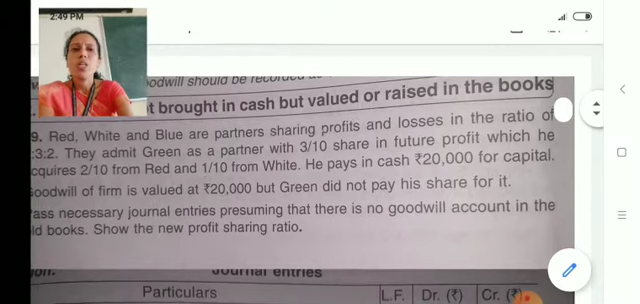 2:49 PM
goodwill should be recorded
t brought in cash but valued or raised in the books
9. Red, White and Blue are partners sharing profits and losses in the ratio of
:3:2. They admit Green as a partner with 3/10 share in future profit which he
cquires 2/10 from Red and 1/10 from White. He pays in cash ₹20,000 for capital.
Goodwill of firm is valued at ₹20,000 but Green did not pay his share for it.
ass necessary journal entries presuming that there is no goodwill account in the
ld books. Show the new profit sharing ratio.
Journal entries
Particulars L.F. Dr. (₹) Cr. (₹)